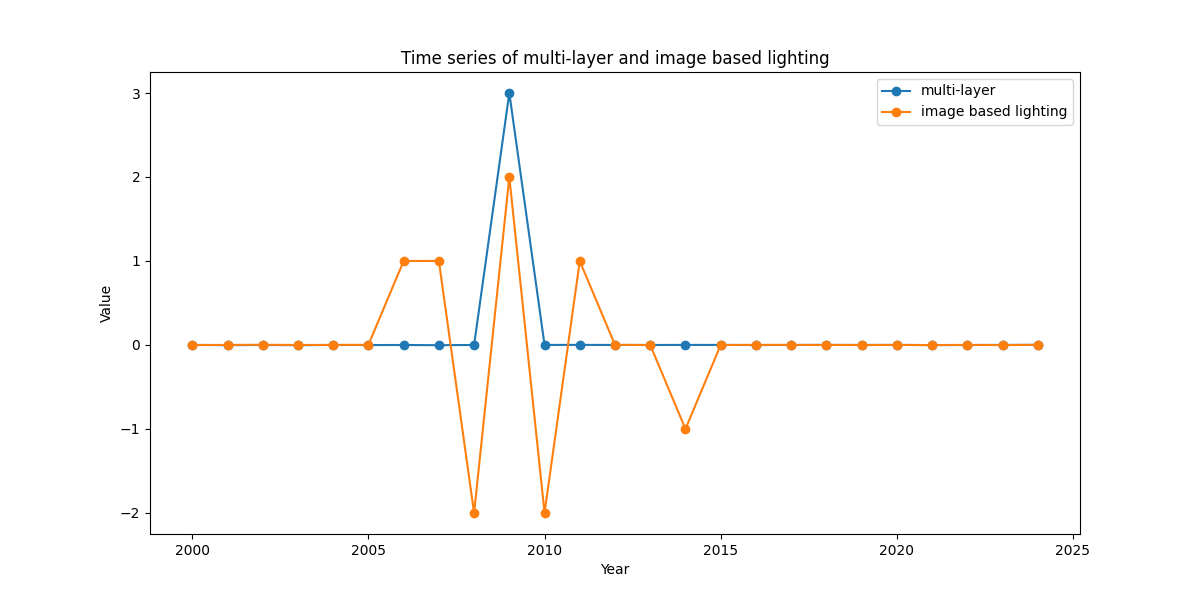 Time series of multi-layer and image based lighting
multi-layer
image based lighting
3
2
1
0
−1
−2
Value
2000
2005
2010
2015
2020
2025
Year